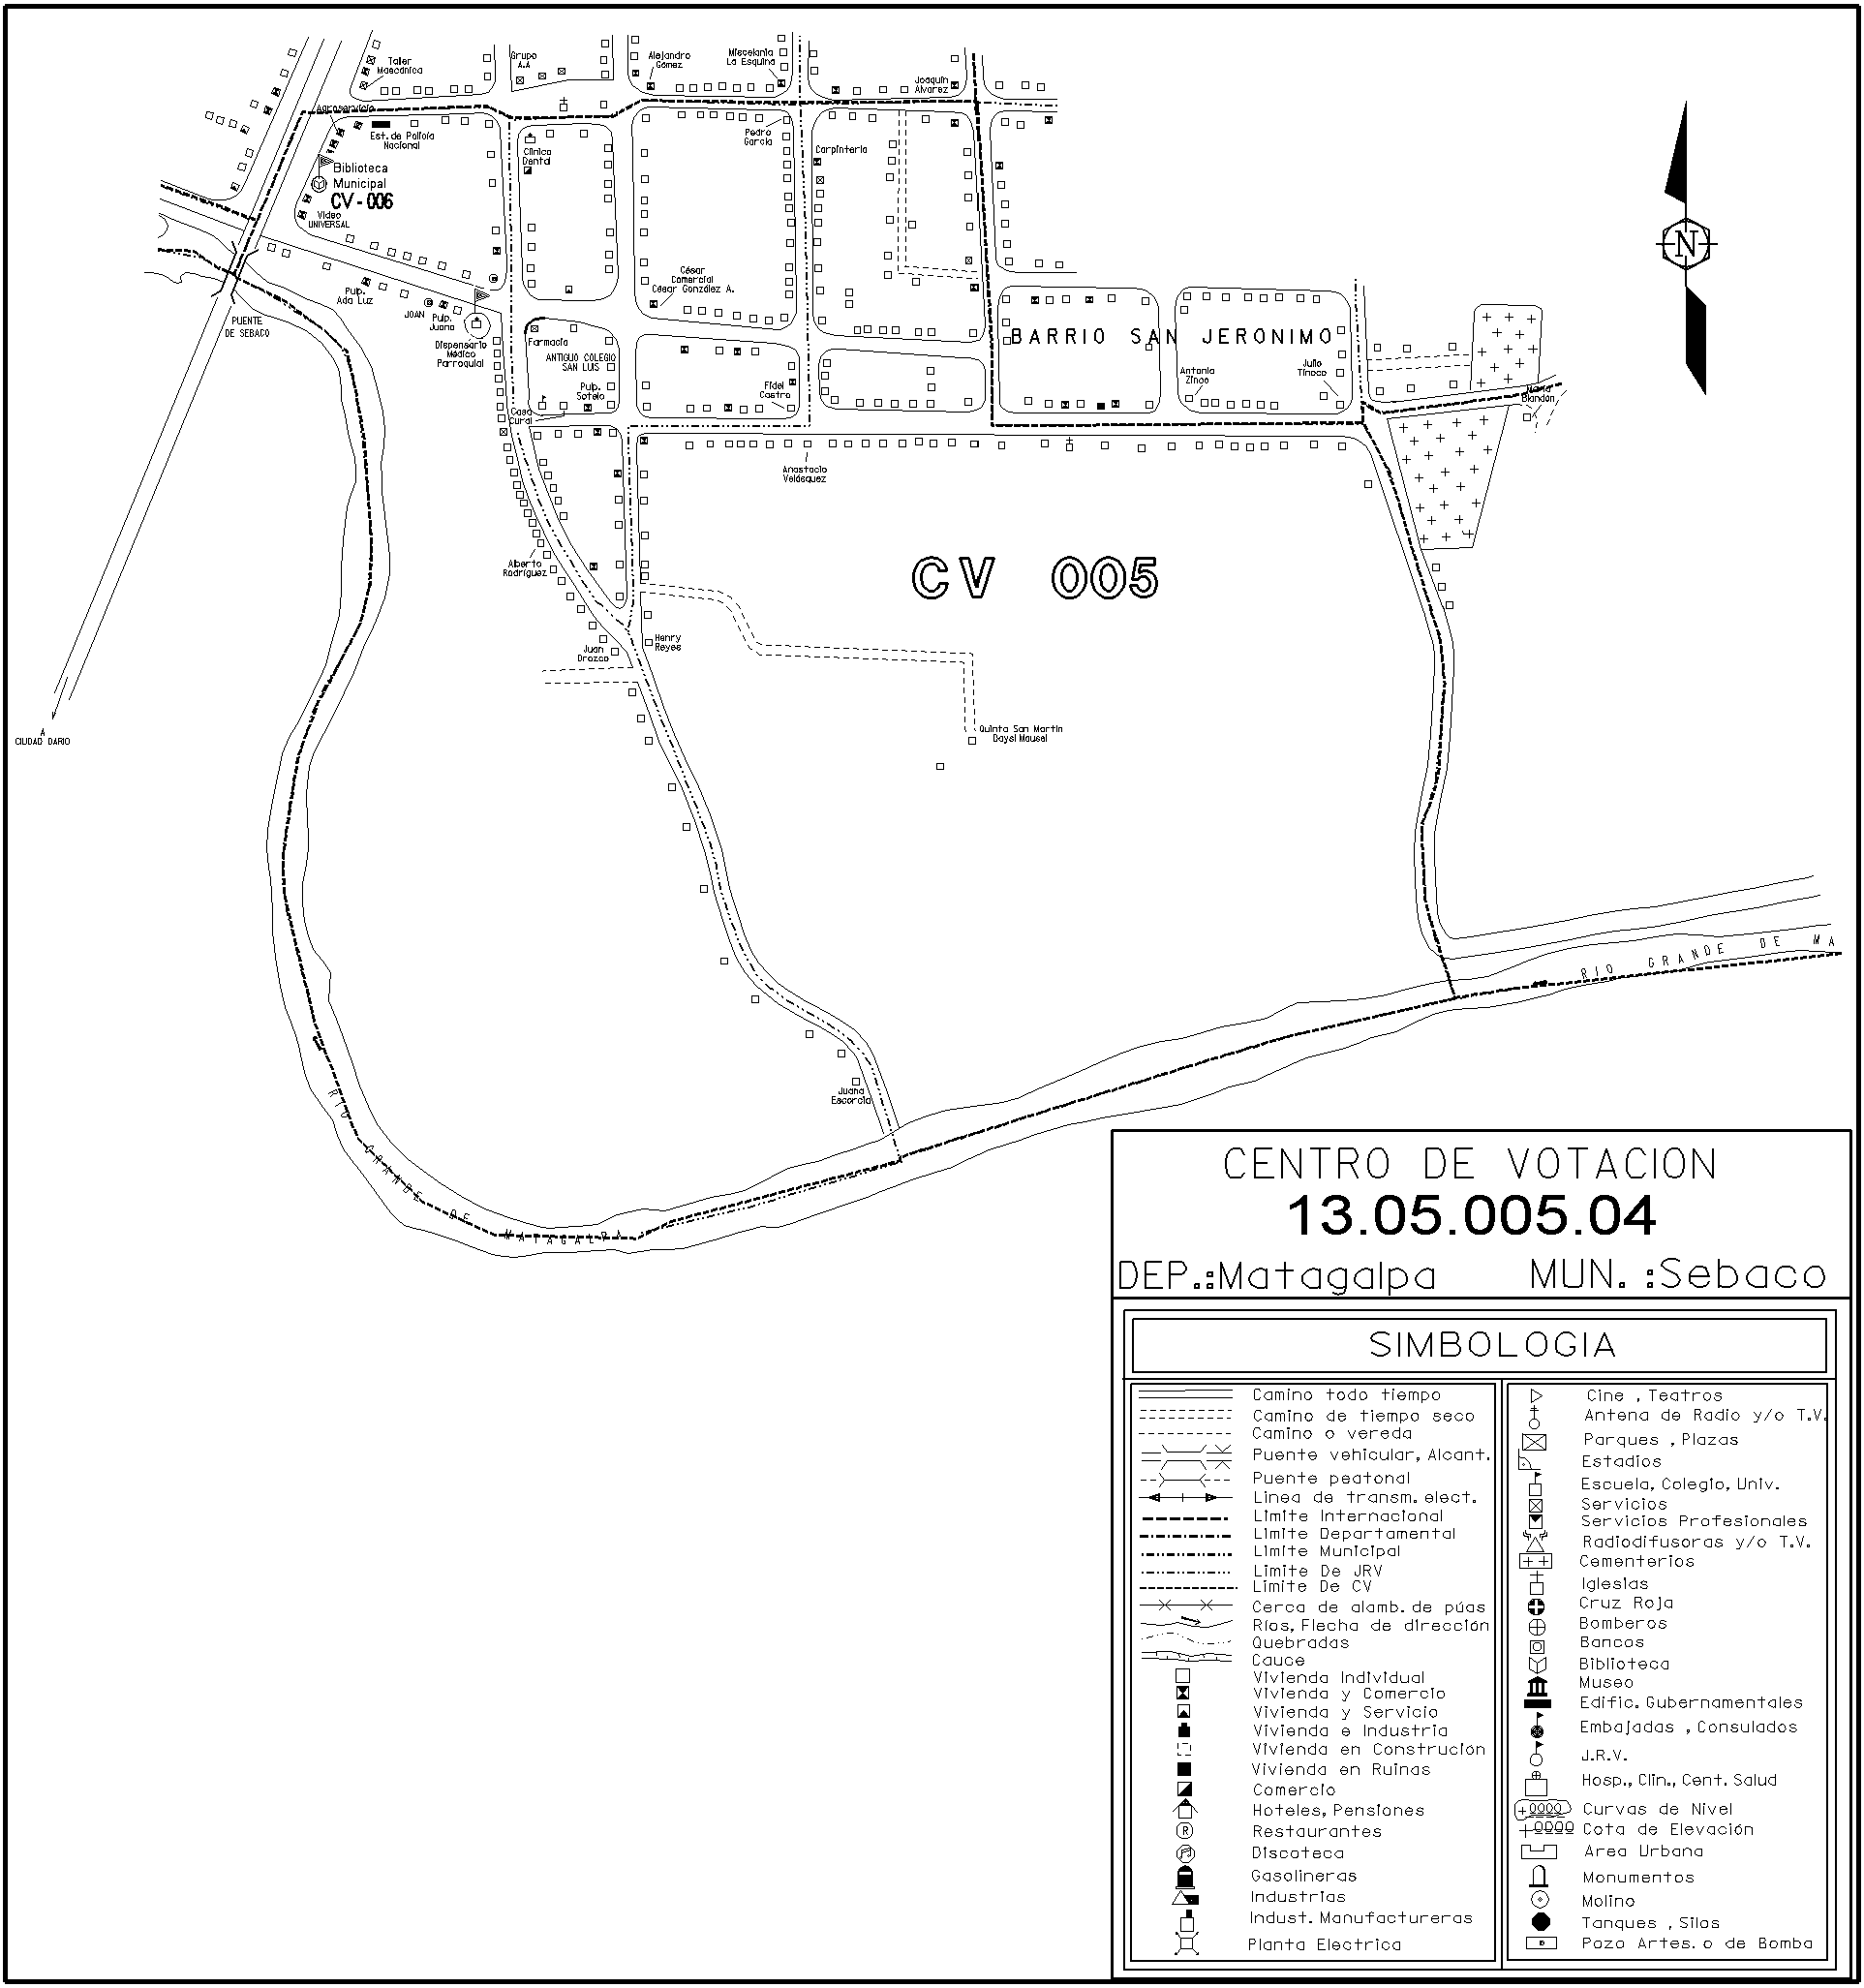 Taller
Maecánica
Grupo
A.A
Alejandro
Gómez
Miscelania
La Esquina
Joaquín
Alvarez
Agroservicio
Est. de Policía
Nacional
Clínica
Dental
Pedro
García
Carpintería
Biblioteca
Municipal
CV - 006
Video
UNIVERSAL
César
Comercial
César González A.
Pulp.
Ada Luz
JOAN
Pulp.
Juana
PUENTE
DE SEBACO
Dispensario
Médico
Parroquial
Farmacia
ANTIGUO COLEGIO
SAN LUIS
Pulp.
Sotelo
Casa
Cural
Fidel
Castro
BARRIO SAN JERONIMO
Antonia
Zinoo
Julio
Tinoco
María
Blandon
Anastacio
Velásquez
CV 005
Alberto
Rodríguez
Juan
Orozco
Henry
Reyes
Quinta San Martin
Daysi Mausel
A
CIUDAD DARIO
RIO GRANDE DE MA
Juana
Escorcia
RIO GRANDE DE MATAGALPA
CENTRO DE VOTACION
13.05.005.04
DEP.:Matagalpa MUN. :Sebaco
SIMBOLOGIA
Camino todo tiempo
Camino de tiempo seco
Camino o vereda
Puente vehicular, Alcant.
Puente peatonal
Linea de transm. elect.
Limite Internacional
Limite Departamental
Limite Municipal
Limite De JRV
Limite De CV
Cerca de alamb. de púas
Ríos, Flecha de dirección
Quebradas
Cauce
Vivienda Individual
Vivienda y Comercio
Vivienda y Servicio
Vivienda e Industria
Vivienda en Construción
Vivienda en Ruinas
Comercio
Hoteles, Pensiones
R Restaurantes
Discoteca
Gasolineras
Industrias
Indust. Manufactureras
Planta Electrica
Cine , Teatros
Antena de Radio y/o T.V.
Parques , Plazas
Estadios
Escuela, Colegio, Univ.
Servicios
Servicios Profesionales
Radiodifusoras y/o T.V.
Cementerios
Iglesias
Cruz Roja
Bomberos
Bancos
Biblioteca
Museo
Edific. Gubernamentales
Embajadas , Consulados
J.R.V.
Hosp., Clin., Cent. Salud
Curvas de Nivel
Cota de Elevación
Area Urbana
Monumentos
Molino
Tanques , Silos
Pozo Artes. o de Bomba
N